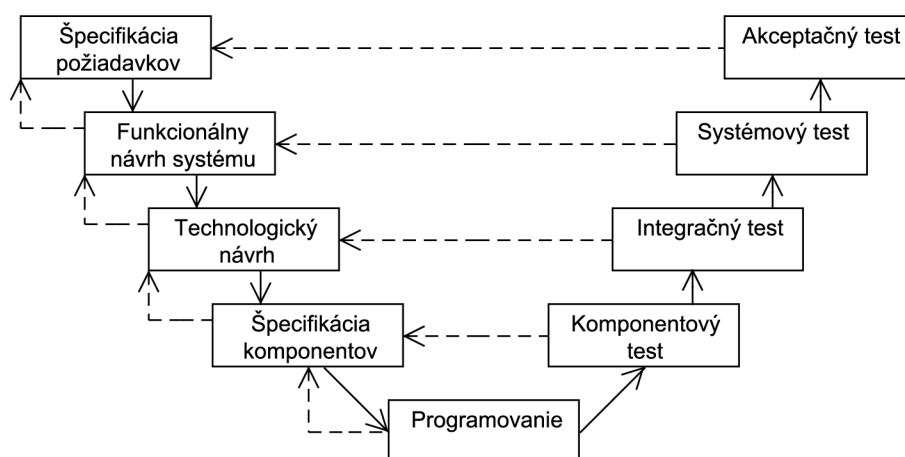 Špecifikácia
požiadavkov
Akceptačný test
Funkcionálny
návrh systému
Systémový test
Technologický
návrh
Integračný test
Špecifikácia
komponentov
Komponentový
test
Programovanie